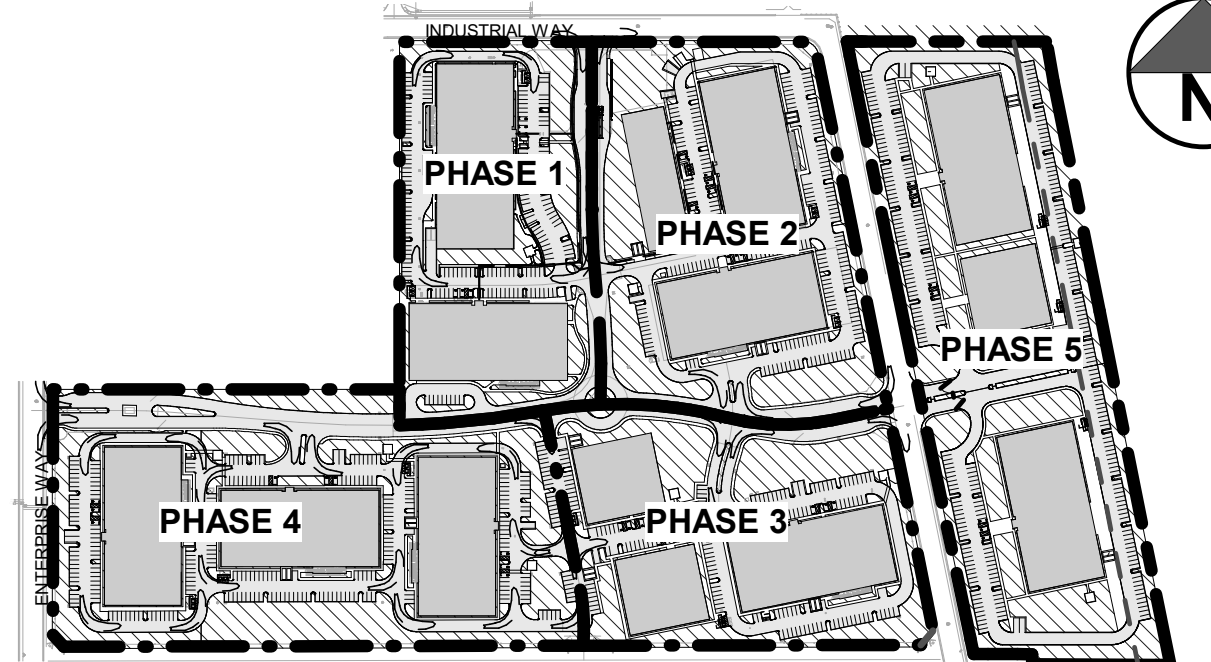 INDUSTRIAL WAY
N
PHASE 1
PHASE 2
PHASE 5
PHASE 4
PHASE 3
ENTERPRISE WAY